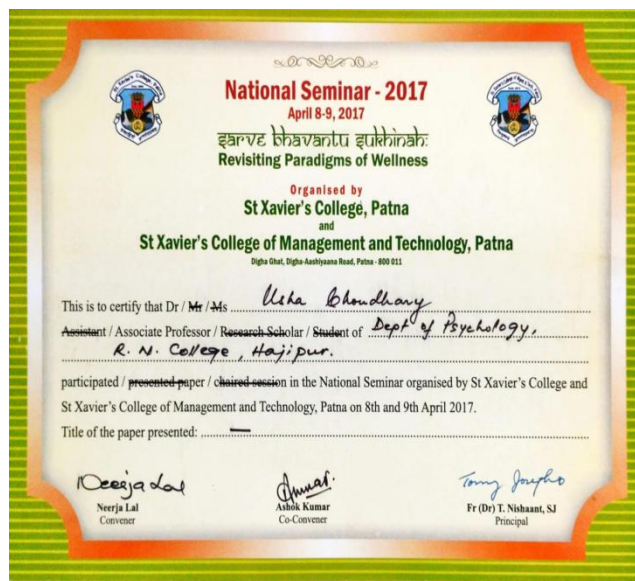 St. Xavier's College, Patna
National Seminar - 2017
April 8-9, 2017
sarve bhavantu sukhinah:
Revisiting Paradigms of Wellness
Organised by
St Xavier's College, Patna
and
St Xavier's College of Management and Technology, Patna
Digha Ghat, Digha-Aashiyaana Road, Patna - 800 011
This is to certify that Dr / Mr / Ms Usha Choudhary
Assistant / Associate Professor / Research Scholar / Student of Dept of Psychology,
R. N. College, Hajipur.
participated / presented paper / chaired session in the National Seminar organised by St Xavier's College and
St Xavier's College of Management and Technology, Patna on 8th and 9th April 2017.
Title of the paper presented: —
Neerja Lal
Neerja Lal Ashok Kumar Fr (Dr) T. Nishaant, SJ
Convener Co-Convener Principal